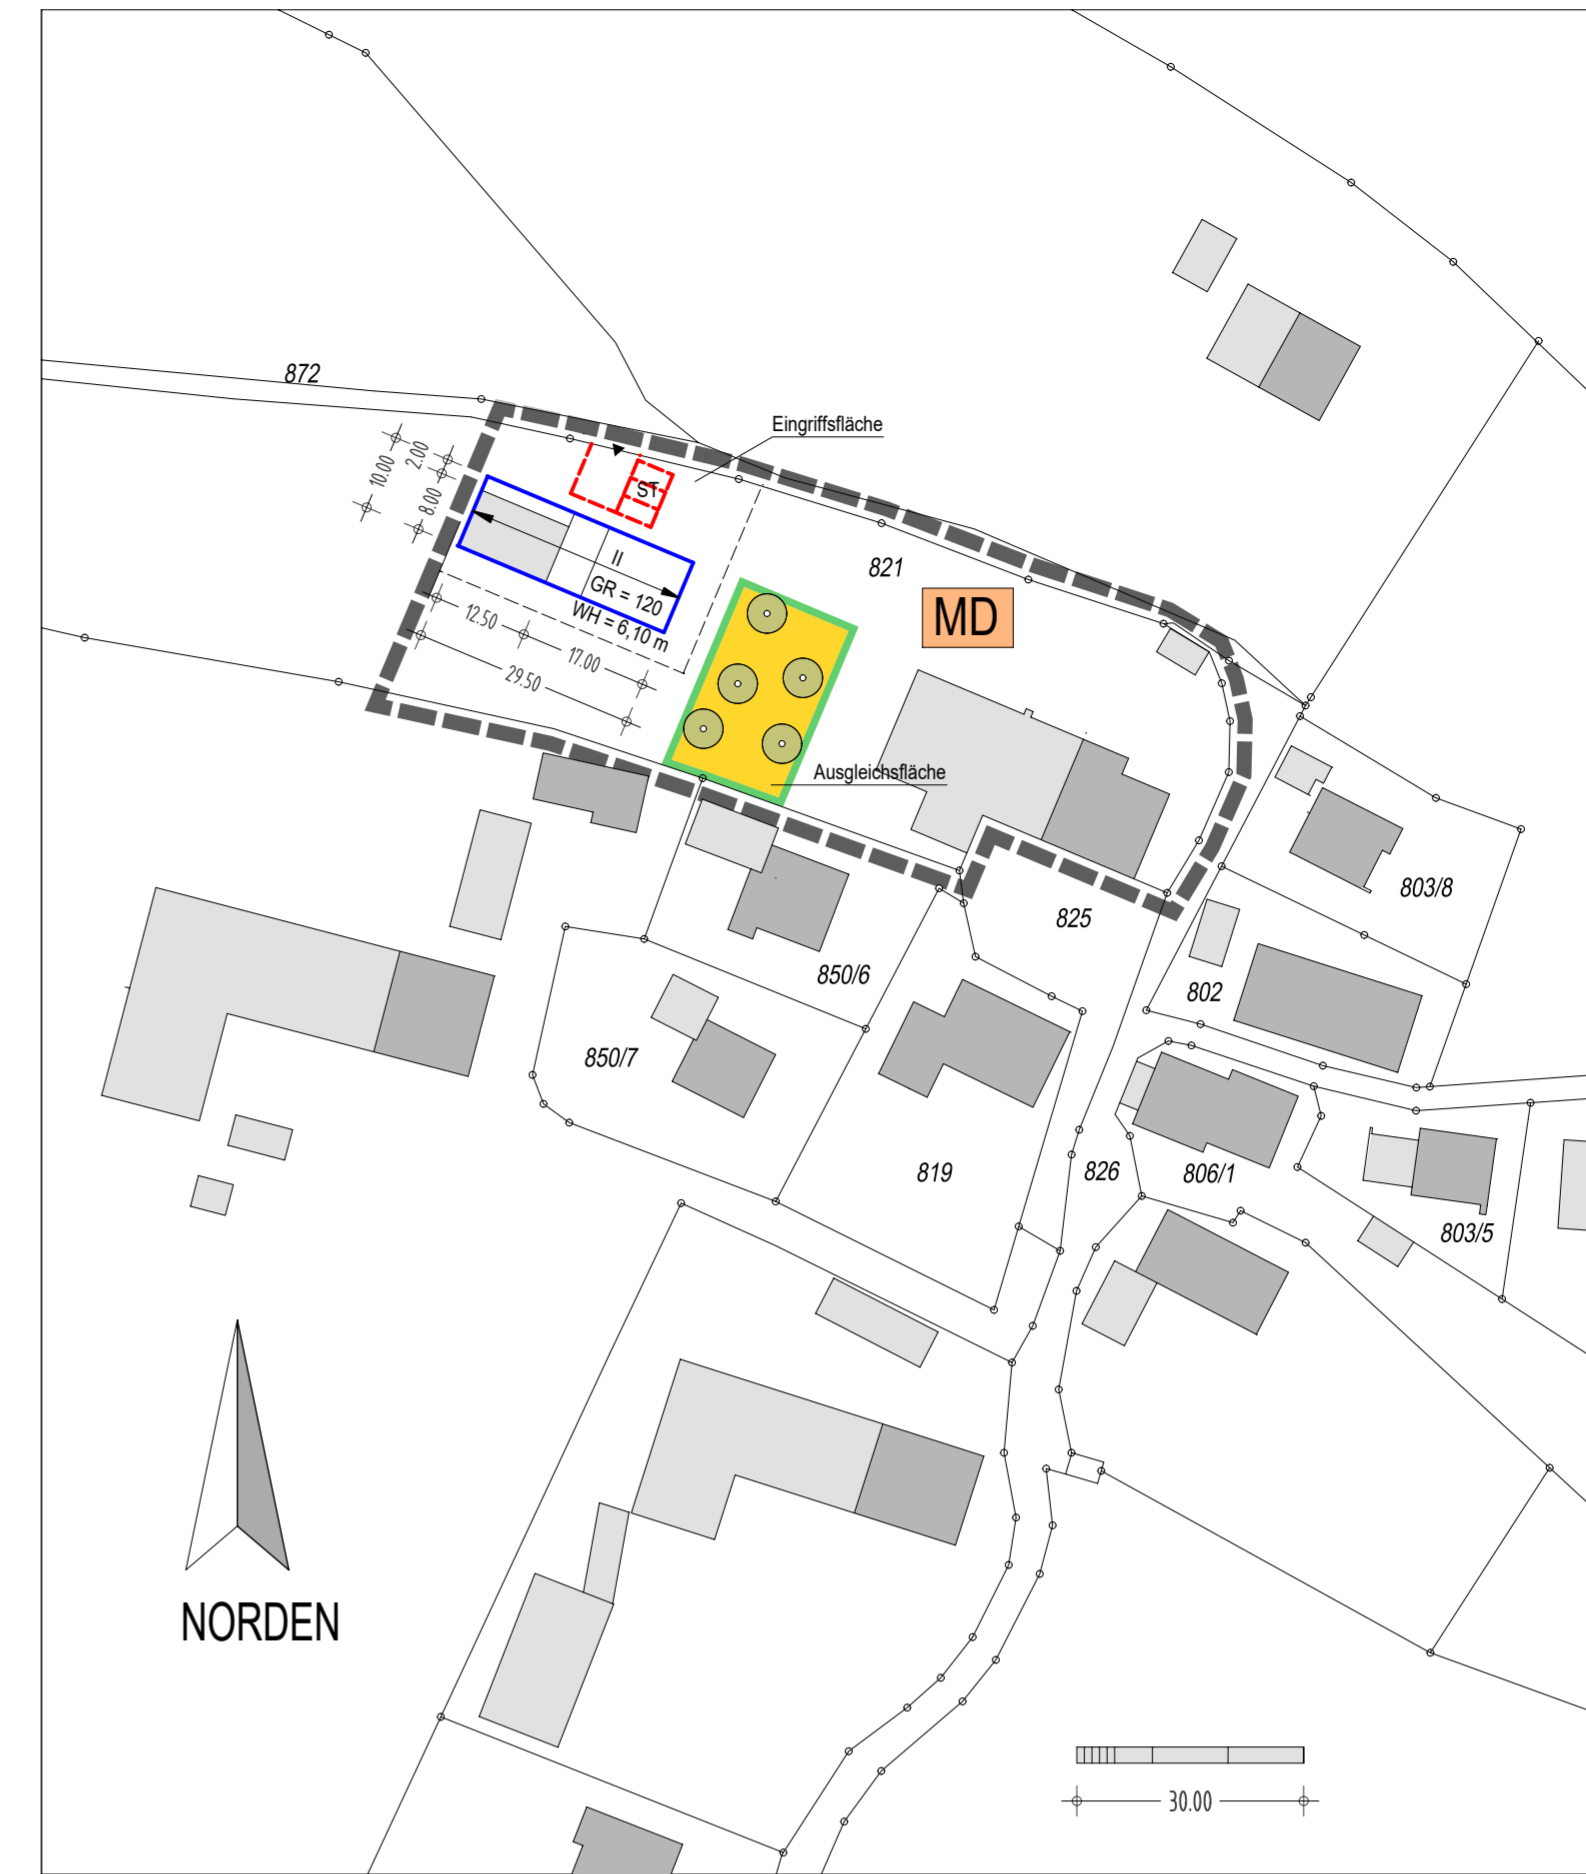 872
Eingriffsfläche
2.00
10.00
8.00
ST
II
GR = 120
WH = 6,10 m
821
MD
12.50
17.00
29.50
Ausgleichsfläche
825
803/8
850/6
802
850/7
819
826
806/1
803/5
NORDEN
30.00